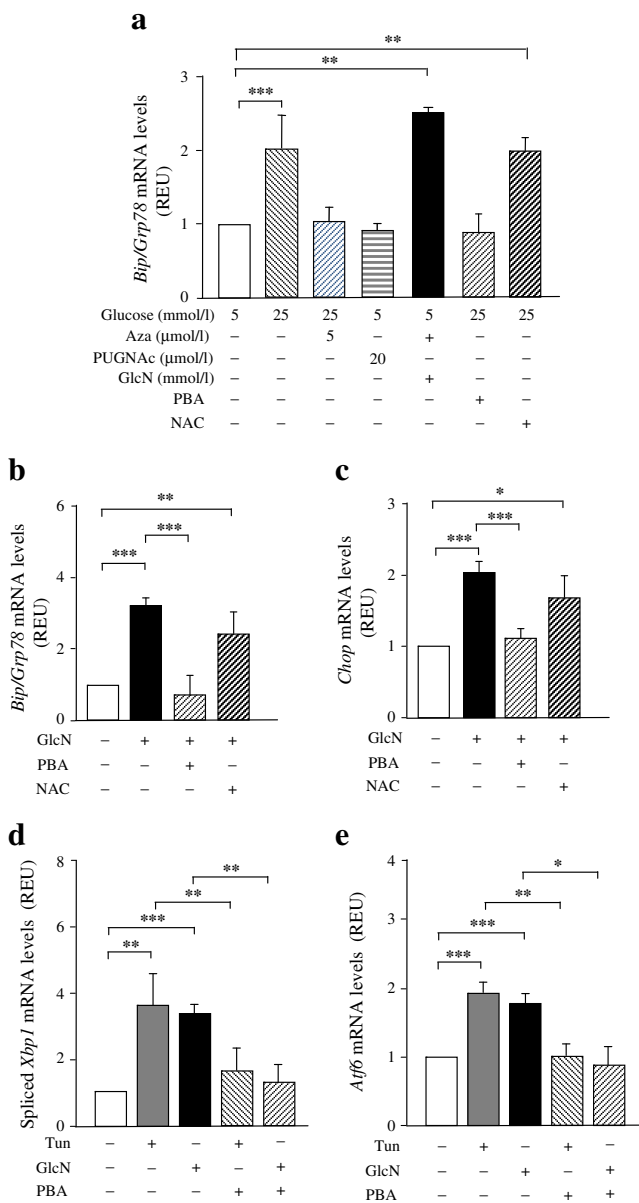 a
** 
**
***
3
2
1
0
Bip/Grp78 mRNA levels
(REU)
Glucose (mmol/l) 5 25 25 5 5 25 25
Aza (μmol/l) – – 5 – + – –
PUGNAc (μmol/l) – – – 20 – – –
GlcN (mmol/l) – – – – + – –
PBA – – – – – + –
NAC – – – – – – +
b
**
***
***
6
4
2
0
Bip/Grp78 mRNA levels
(REU)
GlcN – + + +
PBA – – + –
NAC – – – +
c
*
***
***
3
2
1
0
Chop mRNA levels
(REU)
GlcN – + + +
PBA – – + –
NAC – – – +
d
**
**
***
**
8
6
4
2
0
Spliced Xbp1 mRNA levels (REU)
Tun – + – + –
GlcN – – + – +
PBA – – – + +
e
*
**
***
***
4
3
2
1
0
Atf6 mRNA levels (REU)
Tun – + – + –
GlcN – – + – +
PBA – – – + +